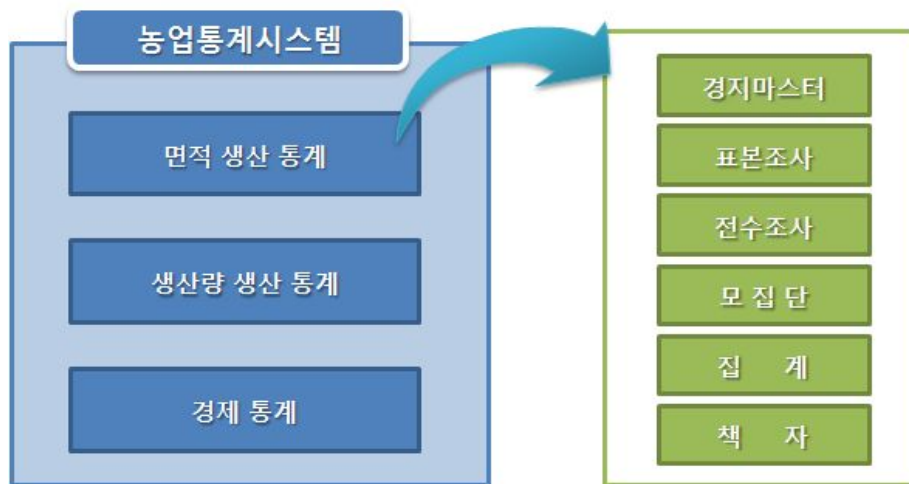 농업통계시스템
면적 생산 통계
생산량 생산 통계
경제 통계
경지마스터
표본조사
전수조사
모 집 단
집 계
책 자